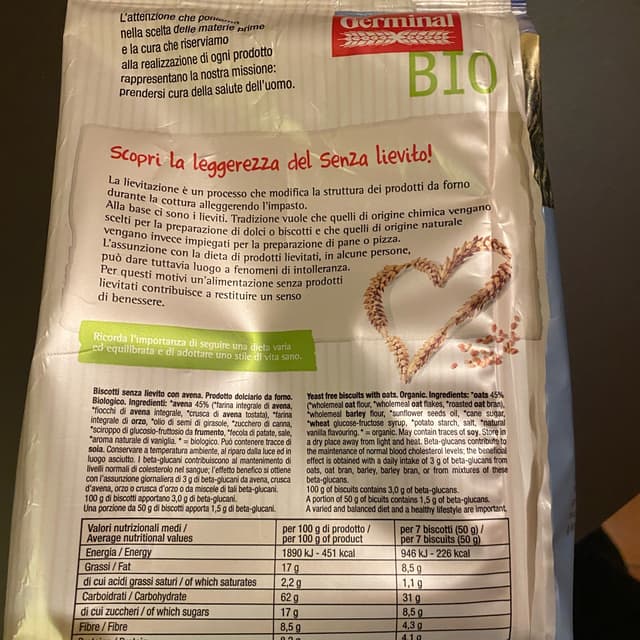 L'attenzione che
nella scelta delle materie prime
e la cura che riserviamo
alla realizzazione di ogni prodotto
rappresentano la nostra missione:
prendersi cura della salute dell'uomo.
Germinal
BIO
Scopri la leggerezza del Senza lievito!
La lievitazione è un processo che modifica la struttura dei prodotti da forno
durante la cottura alleggerendo l'impasto.
Alla base ci sono i lieviti. Tradizione vuole che quelli di origine chimica vengano
scelti per la preparazione di dolci o biscotti e che quelli di origine naturale
vengano invece impiegati per la preparazione di pane o pizza.
L'assunzione con la dieta di prodotti lievitati, in alcune persone,
può dare tuttavia luogo a fenomeni di intolleranza.
Per questi motivi un'alimentazione senza prodotti
lievitati contribuisce a restituire un senso
di benessere.
Ricorda l'importanza di seguire una dieta varia
ed equilibrata e di adottare uno stile di vita sano.
Biscotti senza lievito con avena. Prodotto dolciario da forno.
Biologico. Ingredienti: *avena 45% (*farina integrale di avena,
*fiocchi di avena integrale, *crusca di avena tostata), *farina
integrale di orzo, *olio di semi di girasole, *zucchero di canna,
*sciroppo di glucosio-fruttosio da frumento, *fecola di patate, sale,
*aroma naturale di vaniglia. * = biologico. Può contenere tracce di
soia. Conservare a temperatura ambiente, al riparo dalla luce ed in
luogo asciutto. I beta-glucani contribuiscono al mantenimento di
livelli normali di colesterolo nel sangue; l'effetto benefico si ottiene
con l'assunzione giornaliera di 3 g di beta-glucani da avena, crusca
d'avena, orzo o crusca d'orzo o da miscele di tali beta-glucani.
100 g di biscotti apportano 3,0 g di beta-glucani.
Una porzione da 50 g di biscotti apporta 1,5 g di beta-glucani.
Yeast free biscuits with oats. Organic. Ingredients: *oats 45%
(*wholemeal oat flour, *wholemeal oat flakes, *roasted oat bran),
*wholemeal barley flour, *sunflower seeds oil, *cane sugar,
*wheat glucose-fructose syrup, *potato starch, salt, *natural
vanilla flavouring. * = organic. May contain traces of soy. Store in
a dry place away from light and heat. Beta-glucans contribute to
the maintenance of normal blood cholesterol levels; the beneficial
effect is obtained with a daily intake of 3 g of beta-glucans from
oats, oat bran, barley, barley bran, or from mixtures of these
beta-glucans.
100 g of biscuits contains 3,0 g of beta-glucans.
A portion of 50 g of bicuits contains 1,5 g of beta-glucans.
A varied and balanced diet and a healthy lifestyle are important.
Valori nutrizionali medi / per 100 g di prodotto / per 7 biscotti (50 g) /
Average nutritional values per 100 g of product per 7 biscuits (50 g)
Energia / Energy 1890 kJ - 451 kcal 946 kJ - 226 kcal
Grassi / Fat 17 g 8,5 g
di cui acidi grassi saturi / of which saturates 2,2 g 1,1 g
Carboidrati / Carbohydrate 62 g 31 g
di cui zuccheri / of which sugars 17 g 8,5 g
Fibre / Fibre 8,5 g 4,3 g